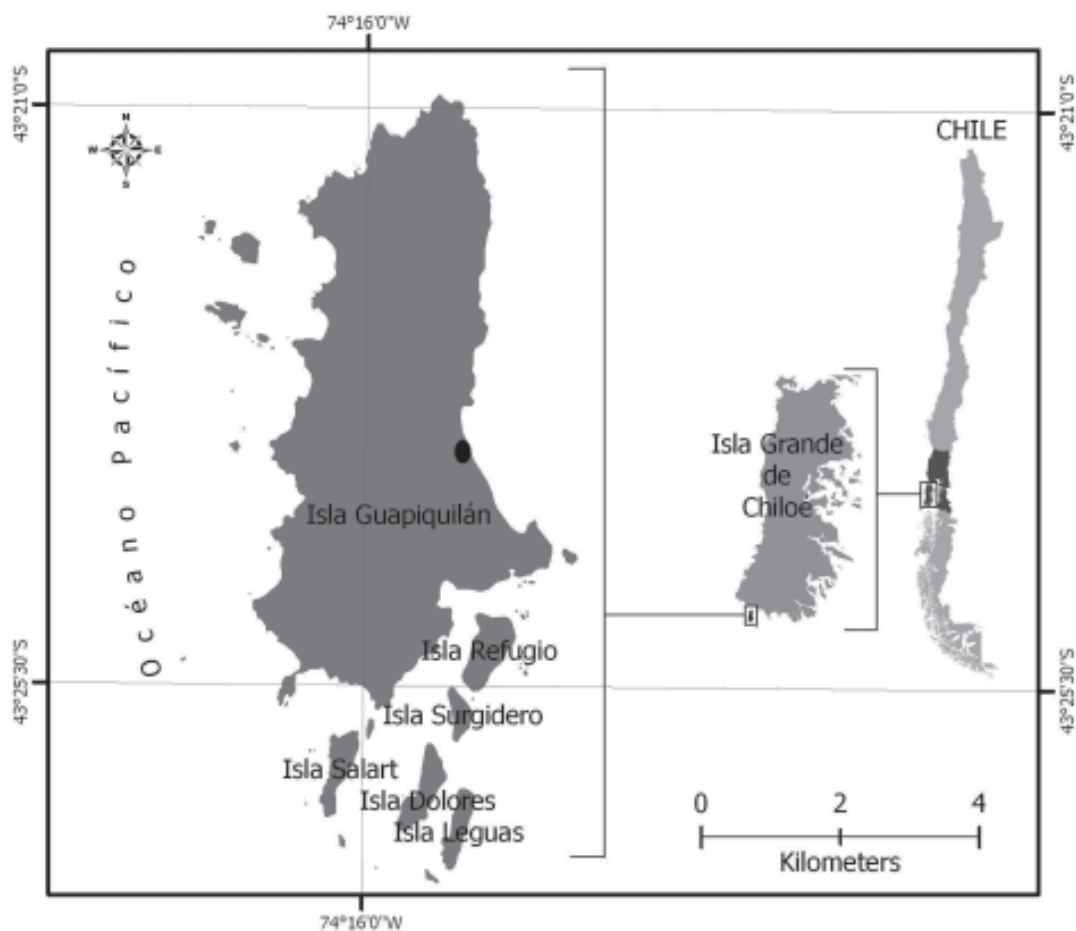 74°16'0"W
43°21'0"S
43°21'0"S
N
W E
S
CHILE
Océano Pacífico
Isla Grande
de
Chiloé
Isla Guapiquilán
Isla Refugio
43°25'30"S
43°25'30"S
Isla Surgidero
Isla Salart
Isla Dolores
Isla Leguas
0 2 4
Kilometers
74°16'0"W